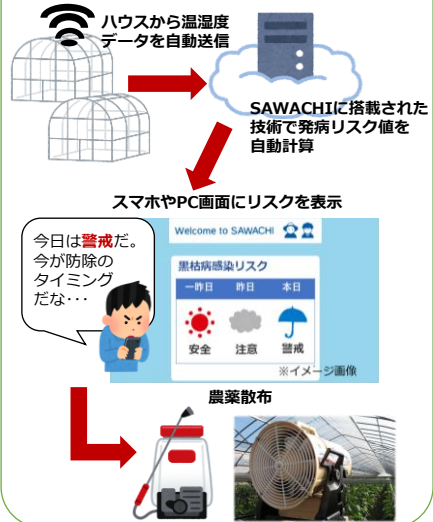 ハウスから温湿度
データを自動送信
SAWACHIに搭載された
技術で発病リスク値を
自動計算
スマホやPC画面にリスクを表示
今日は警戒だ。
今が防除の
タイミング
だな･･･
Welcome to SAWACHI
黒枯病感染リスク
一昨日 昨日 本日
安全 注意 警戒
※イメージ画像
農薬散布